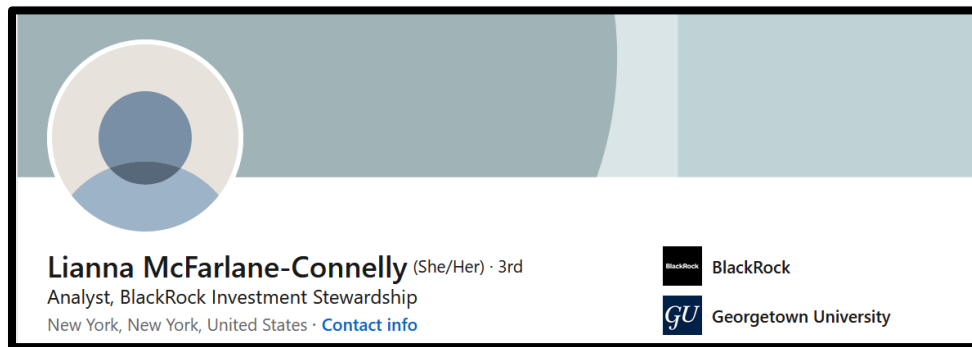 Lianna McFarlane-Connelly (She/Her) · 3rd
Analyst, BlackRock Investment Stewardship
New York, New York, United States · Contact info
BlackRock
BlackRock
GU
Georgetown University